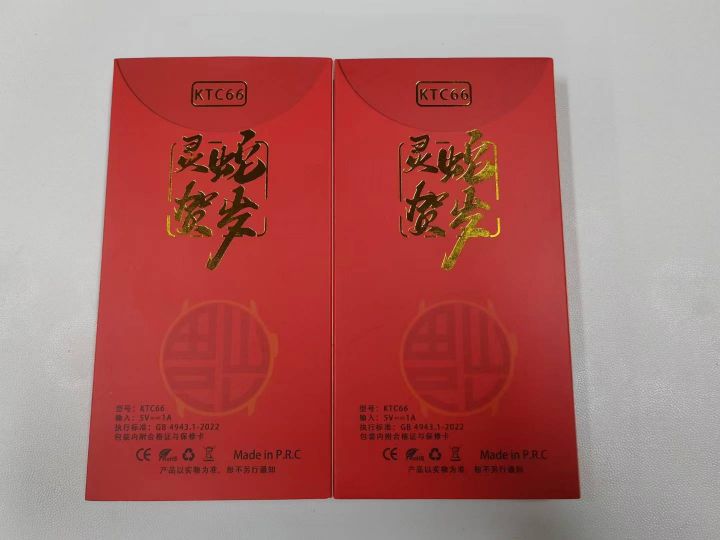 KTC66
灵蛇
贺岁
型号：KTC66
输入：5V⎓1A
执行标准：GB 4943.1-2022
包装内附合格证与保修卡
CE RoHS Made in P.R.C
产品以实物为准，恕不另行通知
KTC66
灵蛇
贺岁
型号：KTC66
输入：5V⎓1A
执行标准：GB 4943.1-2022
包装内附合格证与保修卡
CE RoHS Made in P.R.C
产品以实物为准，恕不另行通知